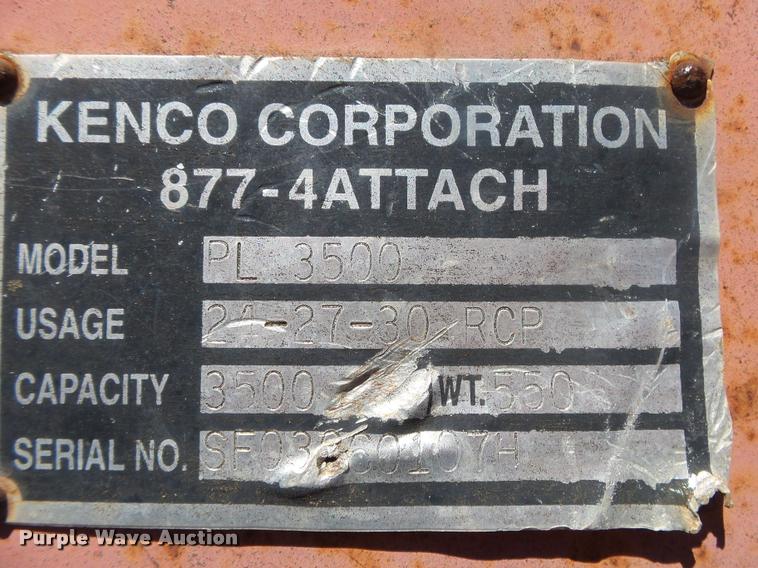 KENCO CORPORATION
877-4ATTACH
MODEL PL 3500
USAGE 24-27-30 RCP
CAPACITY 3500 WT. 550
SERIAL NO.
Purple Wave Auction